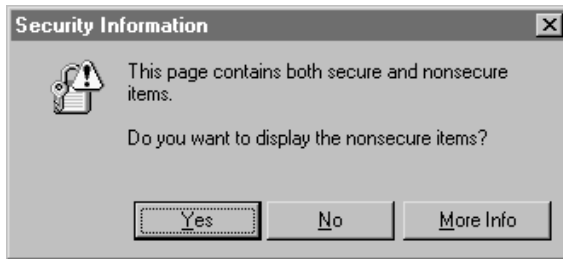 Security Information
This page contains both secure and nonsecure
items.
Do you want to display the nonsecure items?
Yes No More Info